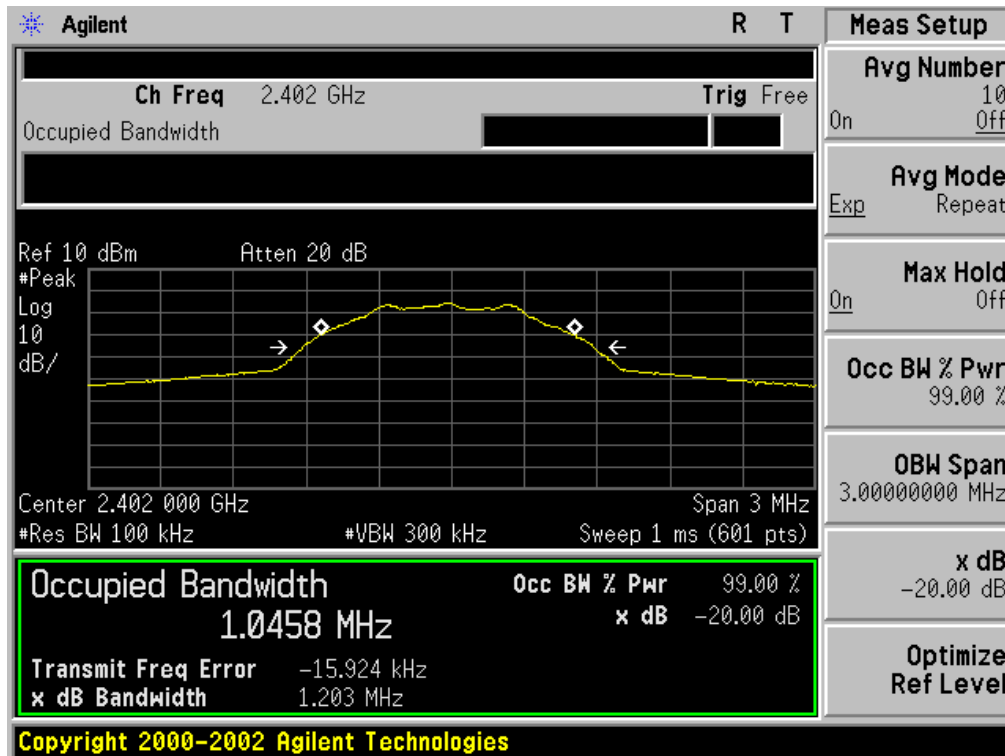 Agilent R T
Ch Freq 2.402 GHz Trig Free
Occupied Bandwidth
Ref 10 dBm Atten 20 dB
#Peak
Log
10
dB/
Center 2.402 000 GHz Span 3 MHz
#Res BW 100 kHz #VBW 300 kHz Sweep 1 ms (601 pts)
Occupied Bandwidth
1.0458 MHz
Occ BW % Pwr 99.00 %
x dB -20.00 dB
Transmit Freq Error -15.924 kHz
x dB Bandwidth 1.203 MHz
Meas Setup
Avg Number
10
On Off
Avg Mode
Exp Repeat
Max Hold
On Off
Occ BW % Pwr
99.00 %
OBW Span
3.00000000 MHz
x dB
-20.00 dB
Optimize
Ref Level
Copyright 2000-2002 Agilent Technologies